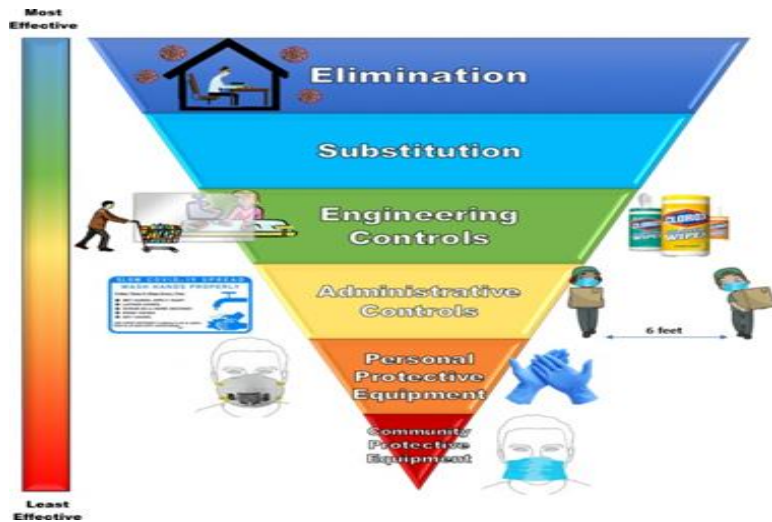 Most
Effective
Elimination
Substitution
Engineering
Controls
CLOROX
WIPES
SLOW COVID-19 SPREAD
WASH HANDS PROPERLY
Administrative
Controls
6 feet
Personal
Protective
Equipment
Community
Protective
Equipment
Least
Effective